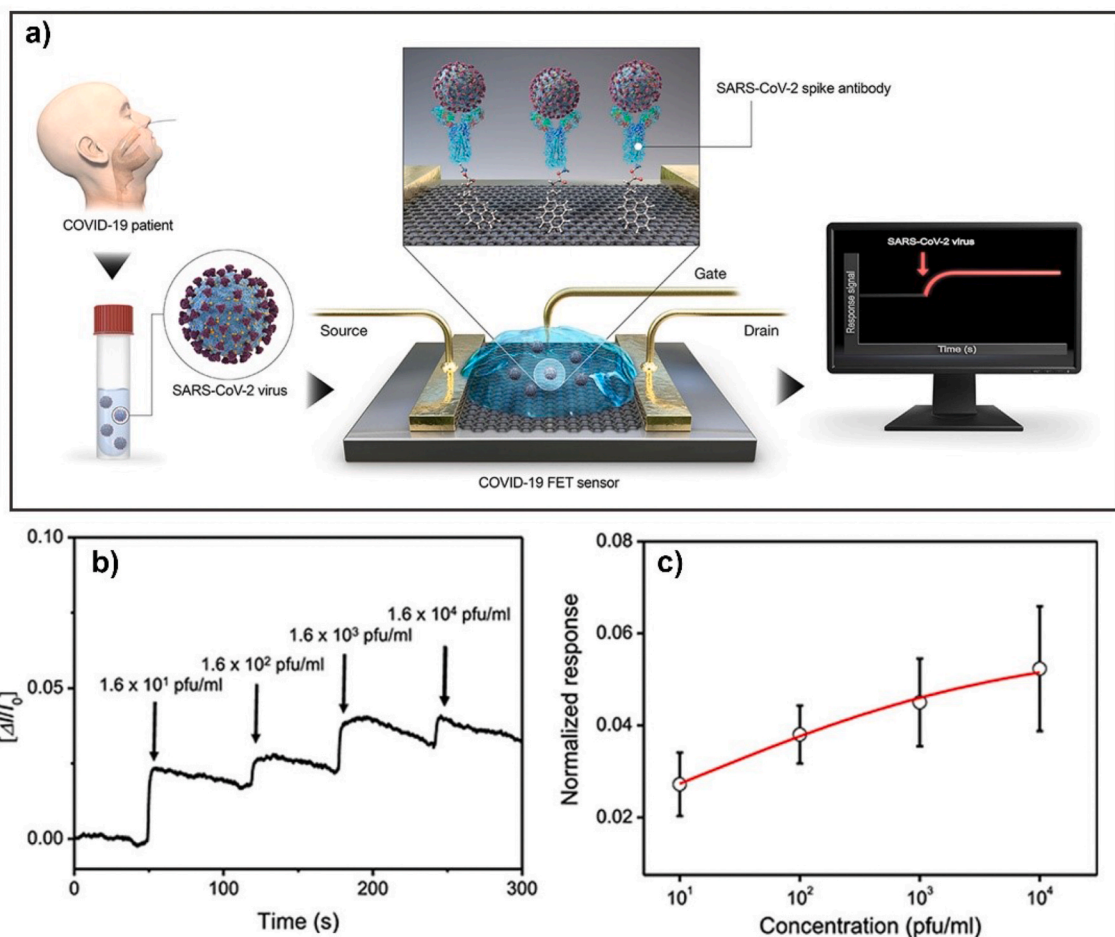 a)
SARS-CoV-2 spike antibody
COVID-19 patient
SARS-CoV-2 virus
Source
Gate
Drain
COVID-19 FET sensor
SARS-CoV-2 virus
Response signal
Time (s)
b)
[ΔI/I₀]
0.10
0.05
0.00
1.6 x 10¹ pfu/ml
1.6 x 10² pfu/ml
1.6 x 10³ pfu/ml
1.6 x 10⁴ pfu/ml
0 100 200 300
Time (s)
c)
Normalized response
0.08
0.06
0.04
0.02
10¹ 10² 10³ 10⁴
Concentration (pfu/ml)